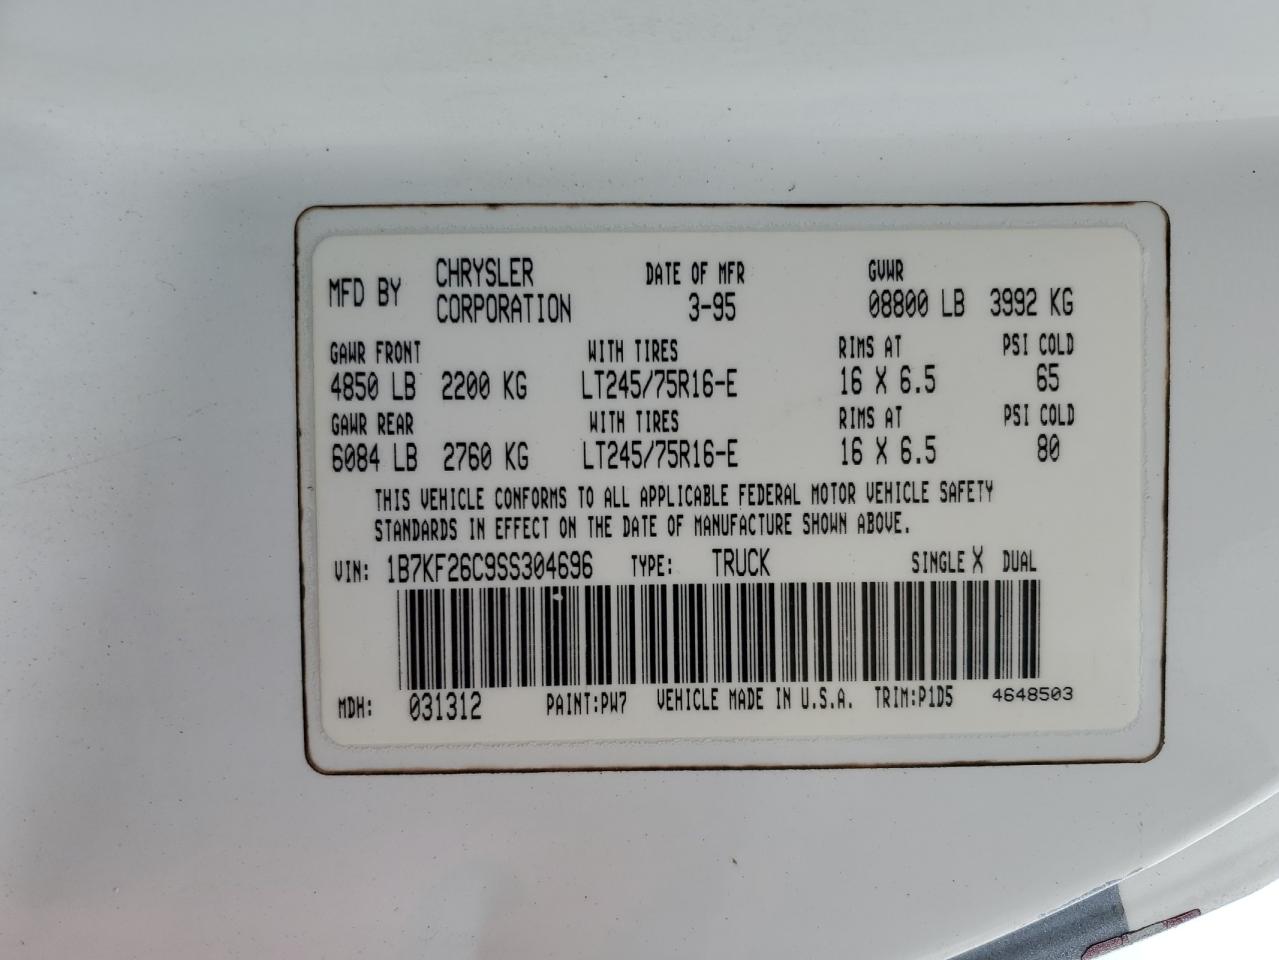 MFD BY CHRYSLER CORPORATION DATE OF MFR 3-95 GVWR 08800 LB 3992 KG
GAWR FRONT WITH TIRES RIMS AT PSI COLD
4850 LB 2200 KG LT245/75R16-E 16 X 6.5 65
GAWR REAR WITH TIRES RIMS AT PSI COLD
6084 LB 2760 KG LT245/75R16-E 16 X 6.5 80
THIS VEHICLE CONFORMS TO ALL APPLICABLE FEDERAL MOTOR VEHICLE SAFETY
STANDARDS IN EFFECT ON THE DATE OF MANUFACTURE SHOWN ABOVE.
VIN: 1B7KF26C9SS304696 TYPE: TRUCK SINGLE X DUAL
MDH: 031312 PAINT:PW7 VEHICLE MADE IN U.S.A. TRIM:P1D5 4648503